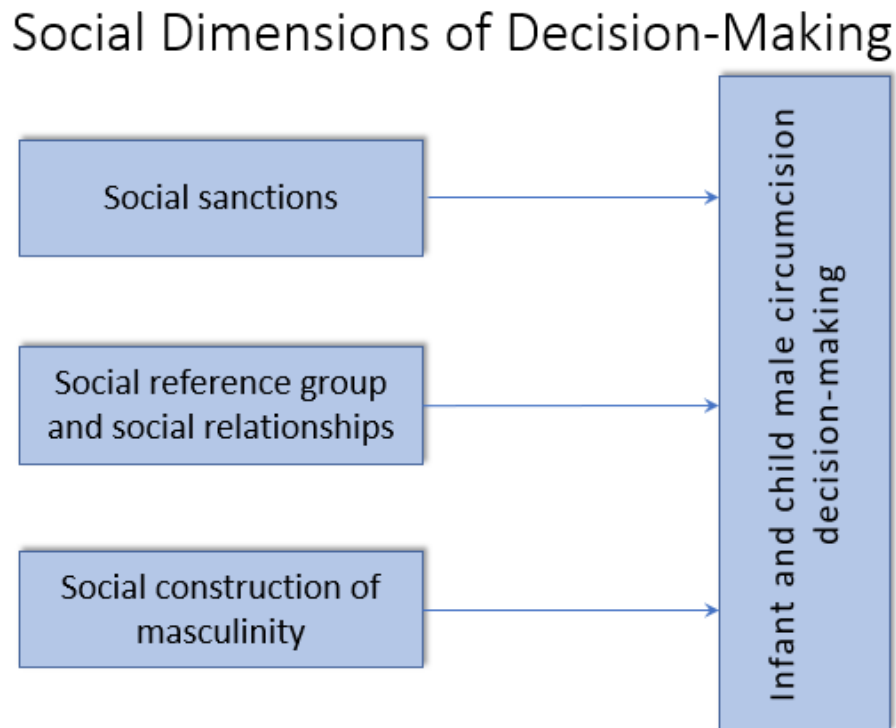 Social Dimensions of Decision-Making
Social sanctions
Social reference group
and social relationships
Social construction of
masculinity
Infant and child male circumcision
decision-making